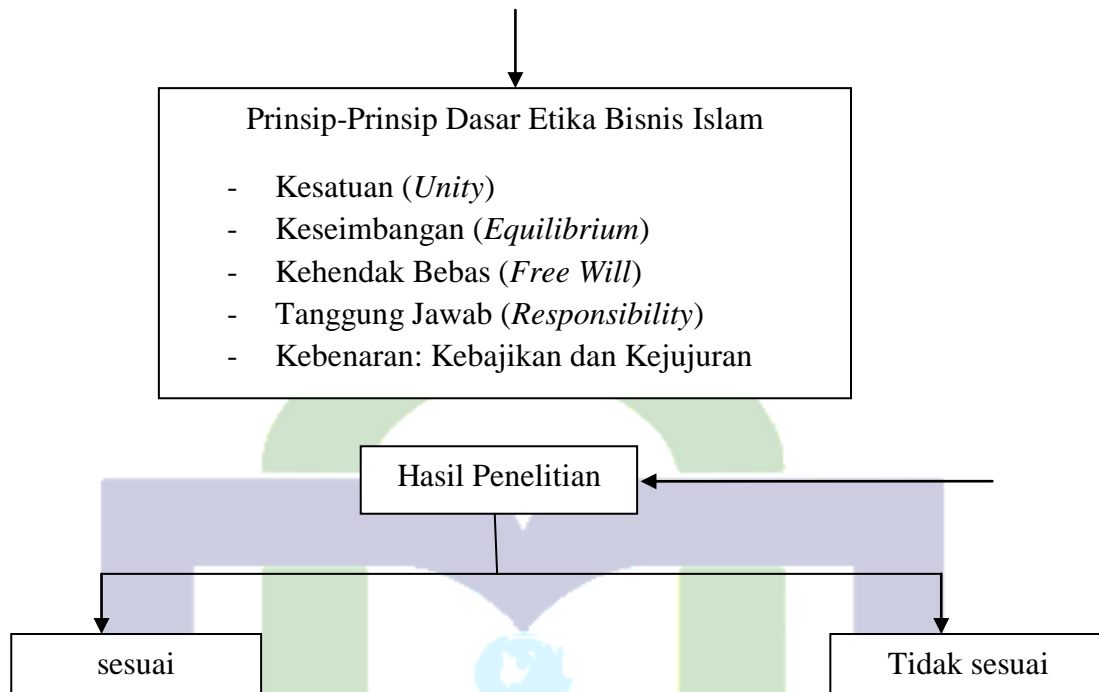 Prinsip-Prinsip Dasar Etika Bisnis Islam
- Kesatuan (Unity)
- Keseimbangan (Equilibrium)
- Kehendak Bebas (Free Will)
- Tanggung Jawab (Responsibility)
- Kebenaran: Kebajikan dan Kejujuran
Hasil Penelitian
sesuai
Tidak sesuai